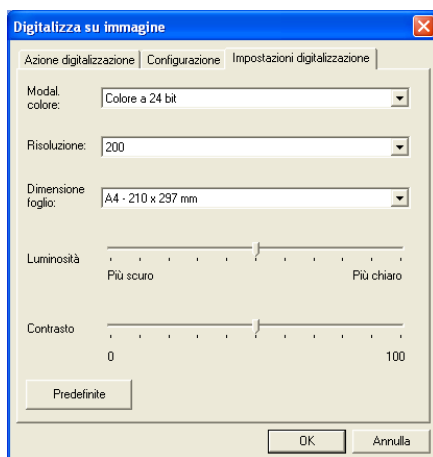 Digitalizza su immagine
Azione digitalizzazione Configurazione Impostazioni digitalizzazione
Modal.
colore:
Colore a 24 bit
Risoluzione:
200
Dimensione
foglio:
A4 - 210 x 297 mm
Luminosità
Più scuro Più chiaro
Contrasto
0 100
Predefinite
OK Annulla